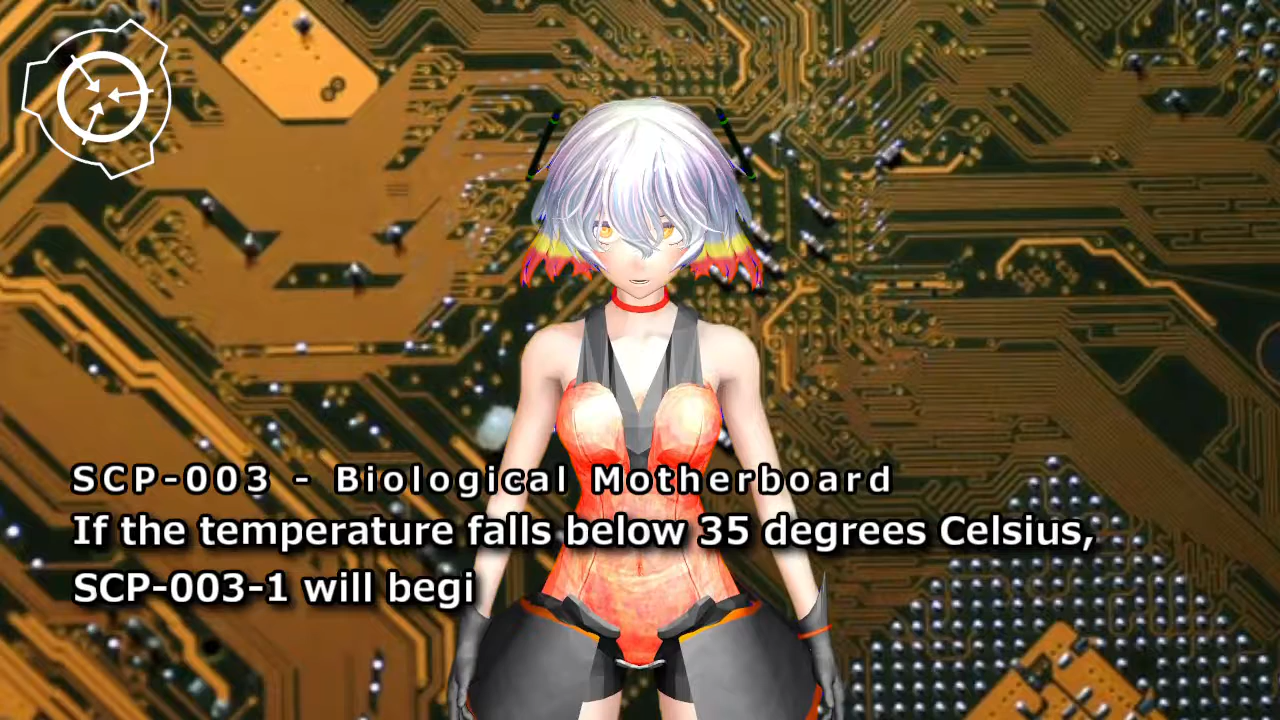 SCP-003 - Biological Motherboard
If the temperature falls below 35 degrees Celsius,
SCP-003-1 will begi